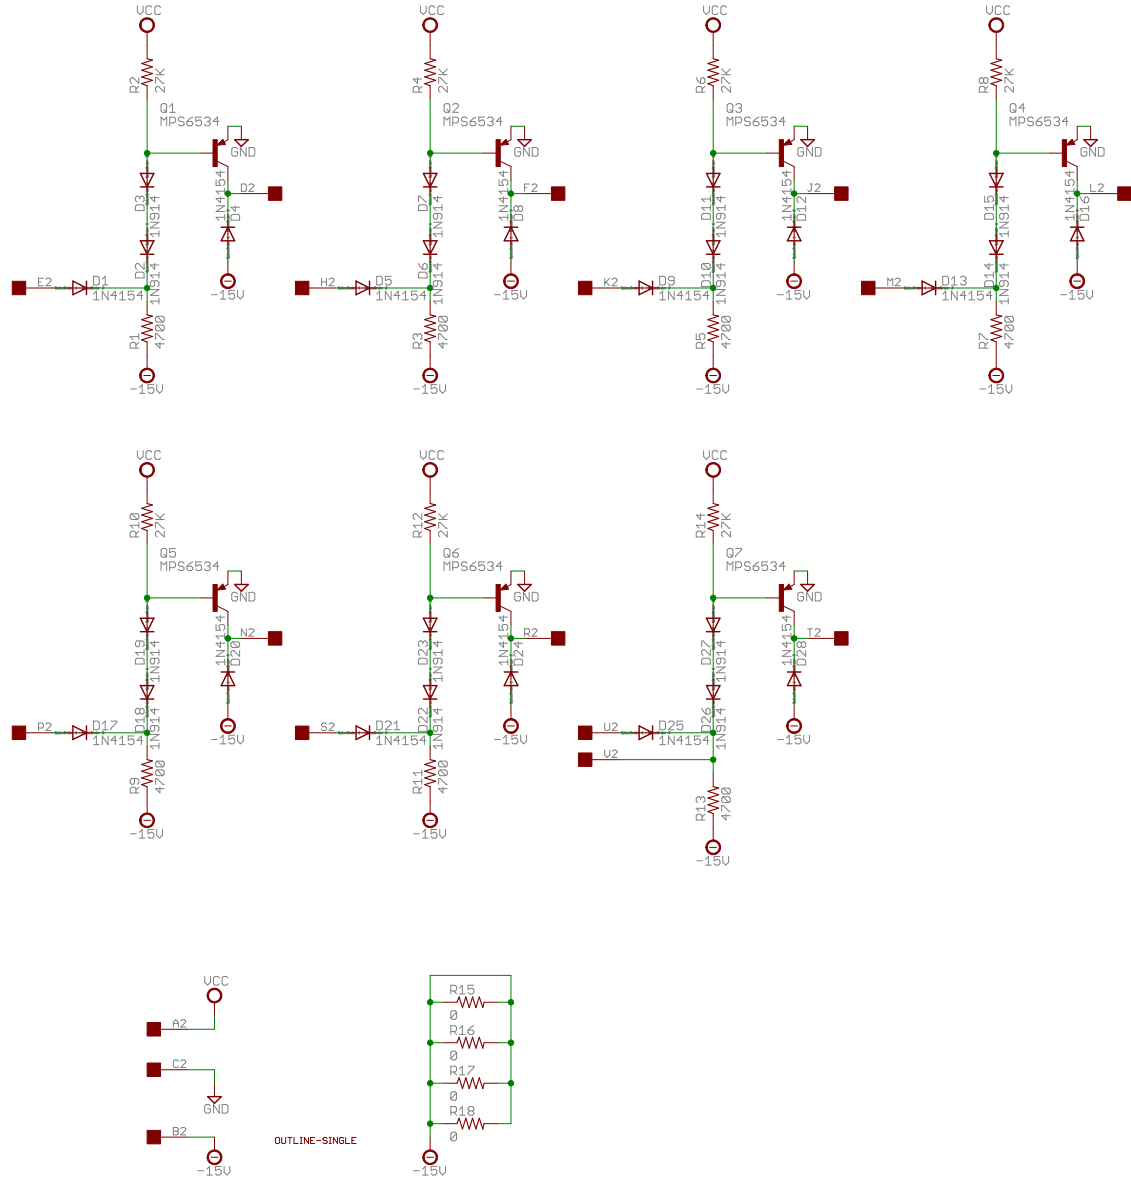 VCC
VCC
VCC
VCC
R2
27K
R4
27K
R6
27K
R8
27K
Q1
MPS6534
Q2
MPS6534
Q3
MPS6534
Q4
MPS6534
GND
GND
GND
GND
D3
1N914
1N4154
D4
D2
D7
1N914
1N4154
D8
F2
D11
1N914
1N4154
D12
J2
D15
1N914
1N4154
D16
L2
D2
1N914
D6
1N914
D10
1N914
D14
1N914
E2
D1
1N4154
-15V
H2
D5
1N4154
-15V
K2
D9
1N4154
-15V
M2
D13
1N4154
-15V
R1
4700
R3
4700
R5
4700
R7
4700
-15V
-15V
-15V
-15V
VCC
VCC
VCC
R10
27K
R12
27K
R14
27K
Q5
MPS6534
Q6
MPS6534
Q7
MPS6534
GND
GND
GND
D19
1N914
1N4154
D20
N2
D23
1N914
1N4154
D24
R2
D27
1N914
1N4154
D28
T2
D18
1N914
D22
1N914
D26
1N914
P2
D17
1N4154
-15V
S2
D21
1N4154
-15V
U2
D25
1N4154
-15V
V2
R9
4700
R11
4700
R13
4700
-15V
-15V
-15V
VCC
A2
C2
GND
B2
-15V
OUTLINE-SINGLE
R15
0
R16
0
R17
0
R18
0
-15V